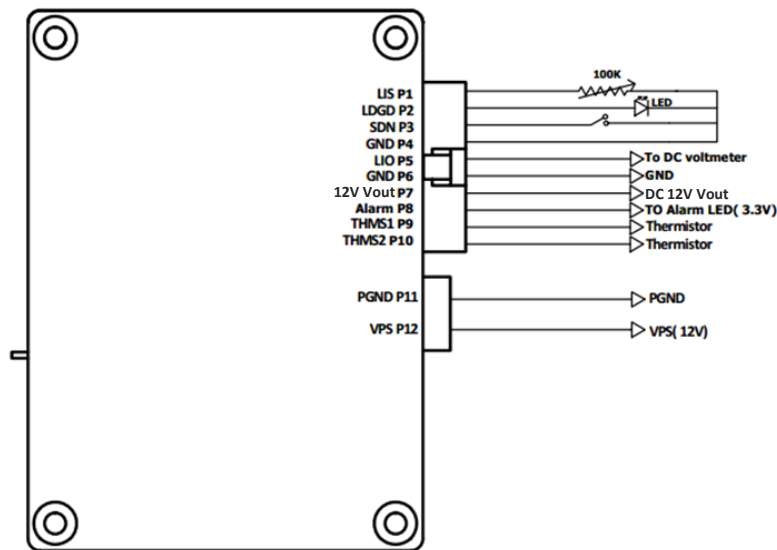 100K
LIS P1
LDGD P2
LED
SDN P3
GND P4
LIO P5
To DC voltmeter
GND P6
GND
12V Vout P7
DC 12V Vout
Alarm P8
TO Alarm LED( 3.3V)
THMS1 P9
Thermistor
THMS2 P10
Thermistor
PGND P11
PGND
VPS P12
VPS( 12V)